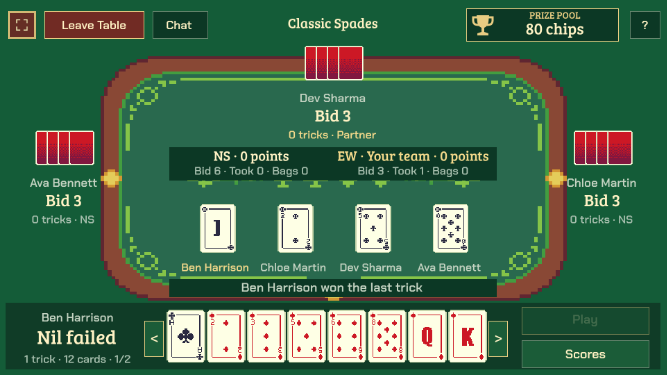 Leave Table
Chat
Classic Spades
PRIZE POOL
80 chips
?
Dev Sharma
Bid 3
0 tricks · Partner
NS · 0 points
Bid 6 · Took 0 · Bags 0
EW · Your team · 0 points
Bid 3 · Took 1 · Bags 0
Ava Bennett
Bid 3
0 tricks · NS
Chloe Martin
Bid 3
0 tricks · NS
J
Ben Harrison
Chloe Martin
Dev Sharma
Ava Bennett
Ben Harrison won the last trick
Ben Harrison
Nil failed
1 trick · 12 cards · 1/2
<
Q
K
>
Play
Scores